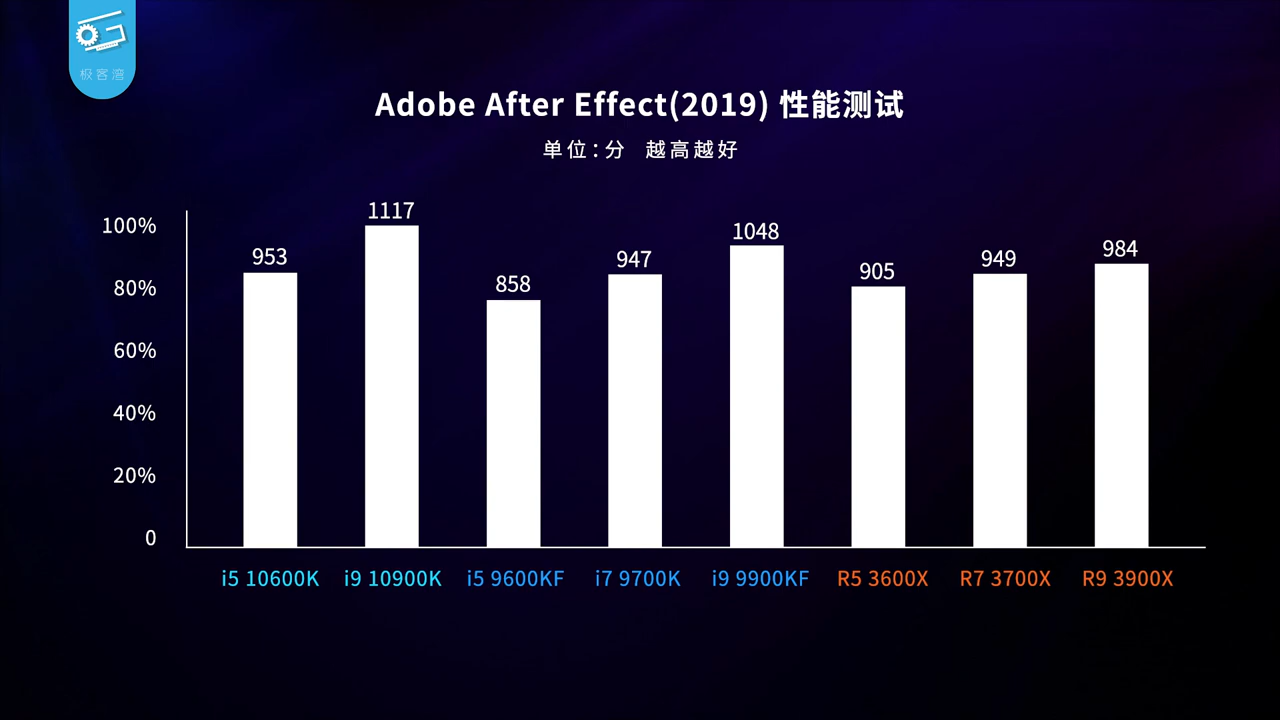 极客湾
Adobe After Effect(2019) 性能测试
单位:分 越高越好
100%
80%
60%
40%
20%
0
953
1117
858
947
1048
905
949
984
i5 10600K
i9 10900K
i5 9600KF
i7 9700K
i9 9900KF
R5 3600X
R7 3700X
R9 3900X